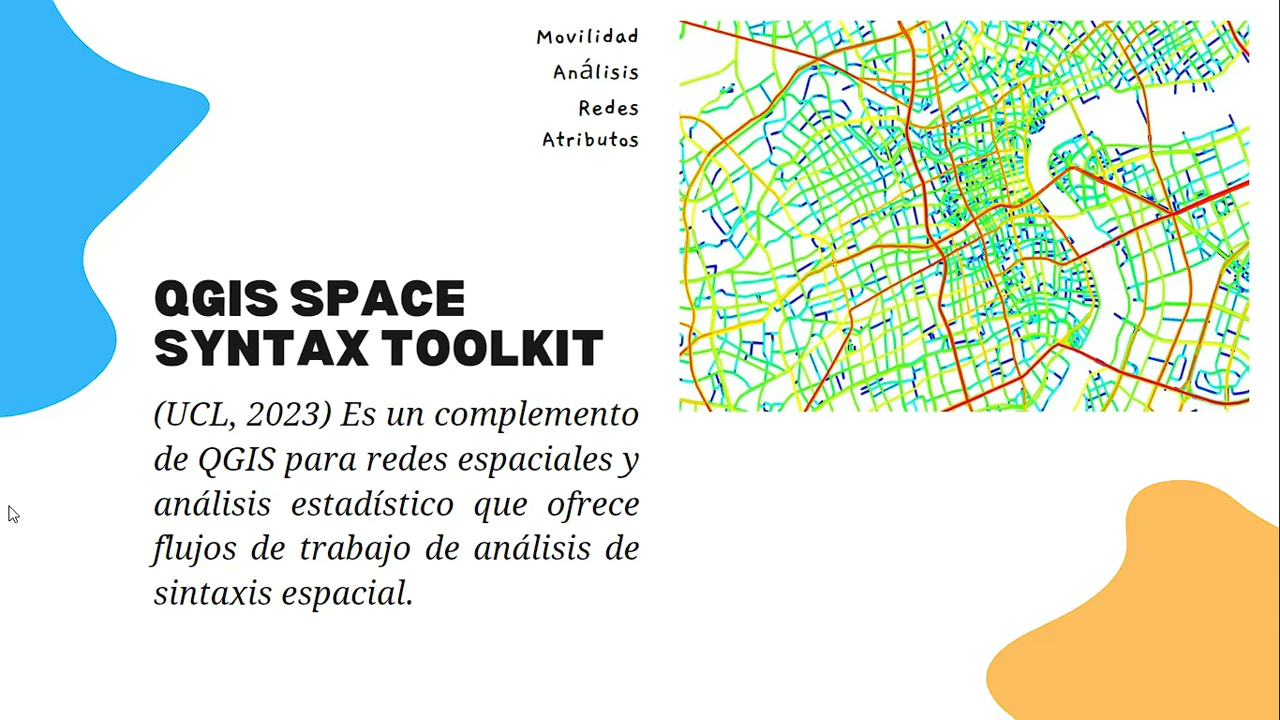 Movilidad
Análisis
Redes
Atributos
QGIS SPACE
SYNTAX TOOLKIT
(UCL, 2023) Es un complemento
de QGIS para redes espaciales y
análisis estadístico que ofrece
flujos de trabajo de análisis de
sintaxis espacial.